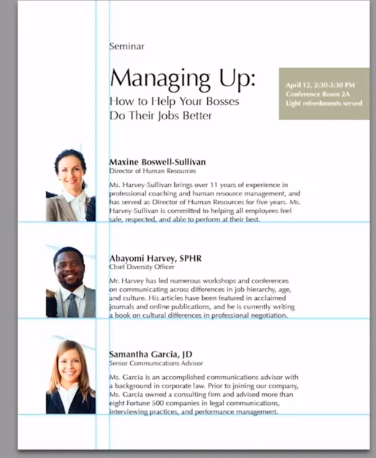 Seminar
Managing Up:
How to Help Your Bosses
Do Their Jobs Better
April 12, 2:30-3:30 PM
Conference Room 2A
Light refreshments served
Maxine Boswell-Sullivan
Director of Human Resources
Ms. Harvey-Sullivan brings over 11 years of experience in
professional coaching and human resource management, and
has served as Director of Human Resources for five years. Ms.
Harvey-Sullivan is committed to helping all employees feel
safe, respected, and able to perform at their best.
Abayomi Harvey, SPHR
Chief Diversity Officer
Mr. Harvey has led numerous workshops and conferences
on communicating across differences in job hierarchy, age,
and culture. His articles have been featured in acclaimed
journals and online publications, and he is currently writing
a book on cultural differences in professional negotiation.
Samantha Garcia, JD
Senior Communications Advisor
Ms. Garcia is an accomplished communications advisor with
a background in corporate law. Prior to joining our company,
Ms. Garcia owned a consulting firm and advised more than
eight Fortune 500 companies in legal communications,
interviewing practices, and performance management.